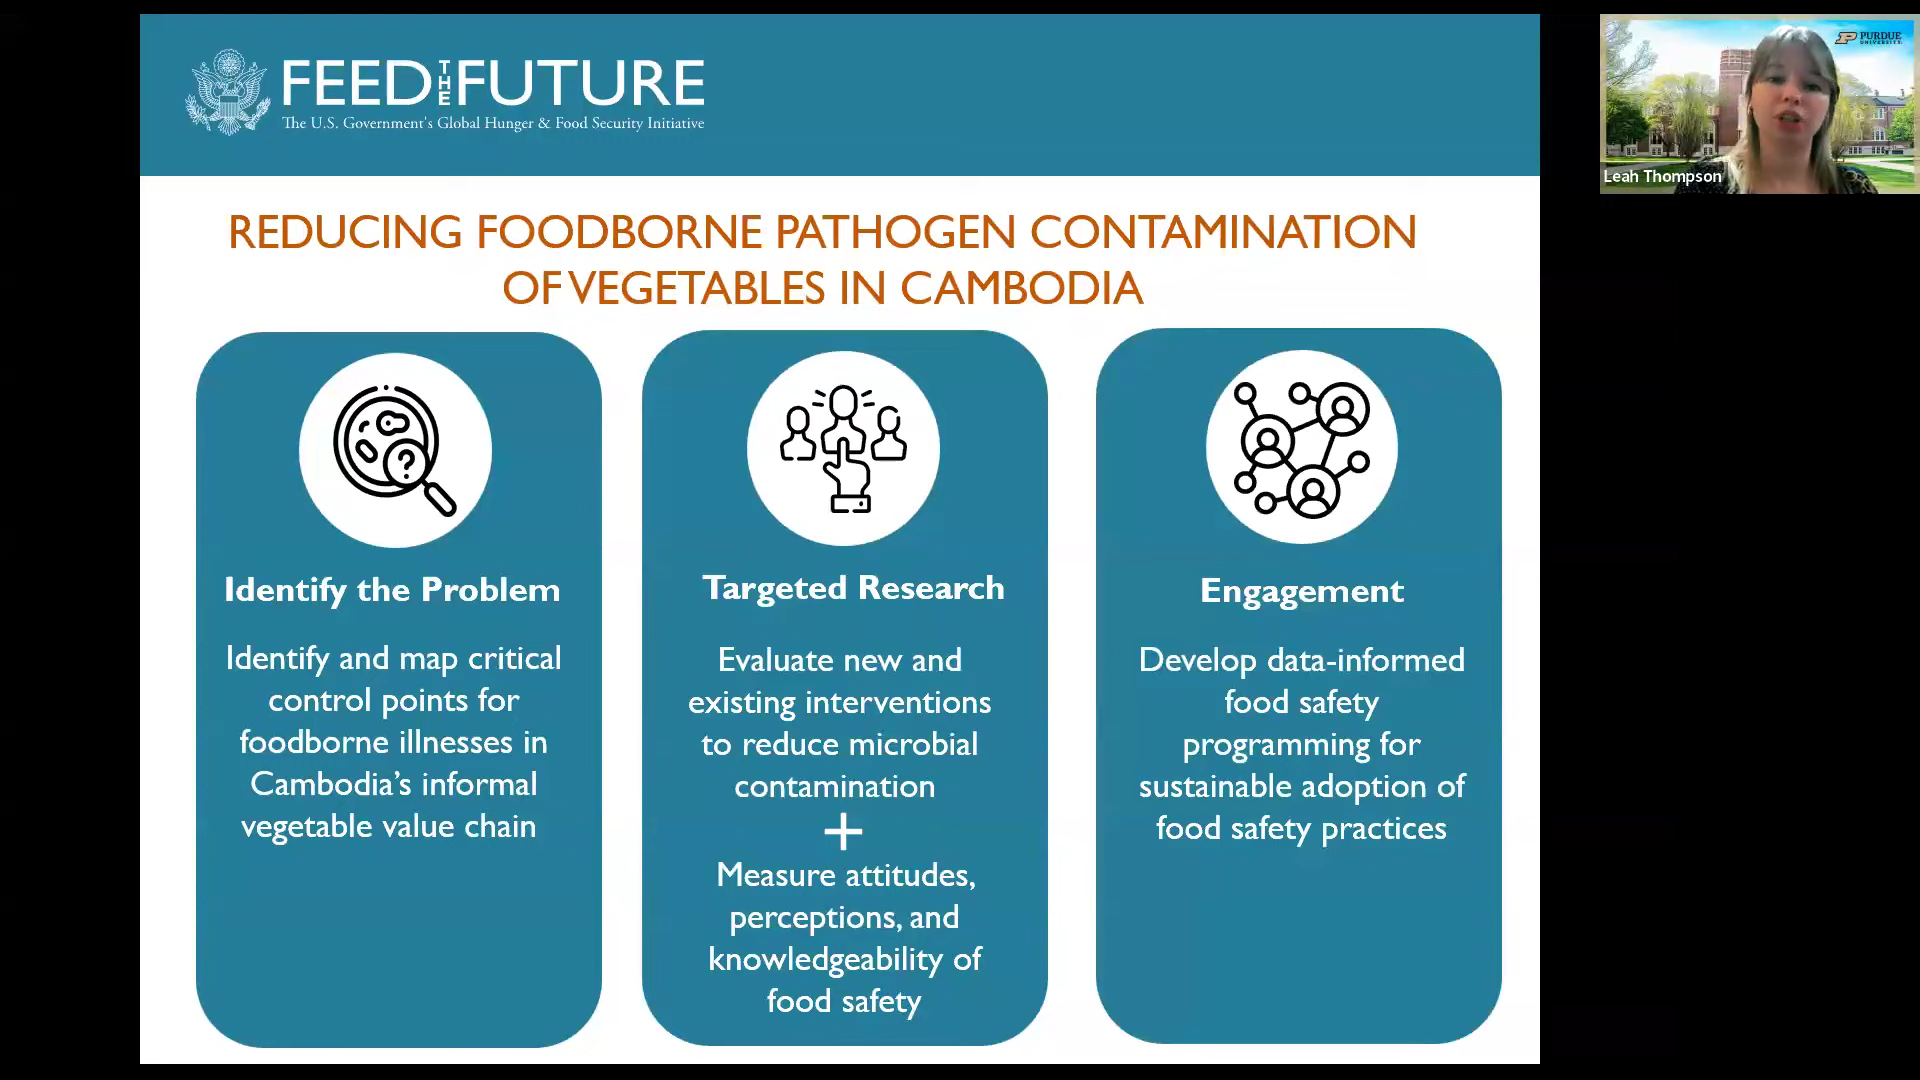 FEED THE FUTURE
The U.S. Government's Global Hunger & Food Security Initiative
PURDUE
UNIVERSITY
Leah Thompson
REDUCING FOODBORNE PATHOGEN CONTAMINATION
OF VEGETABLES IN CAMBODIA
?
Identify the Problem
Identify and map critical
control points for
foodborne illnesses in
Cambodia's informal
vegetable value chain
Targeted Research
Evaluate new and
existing interventions
to reduce microbial
contamination
+
Measure attitudes,
perceptions, and
knowledgeability of
food safety
Engagement
Develop data-informed
food safety
programming for
sustainable adoption of
food safety practices